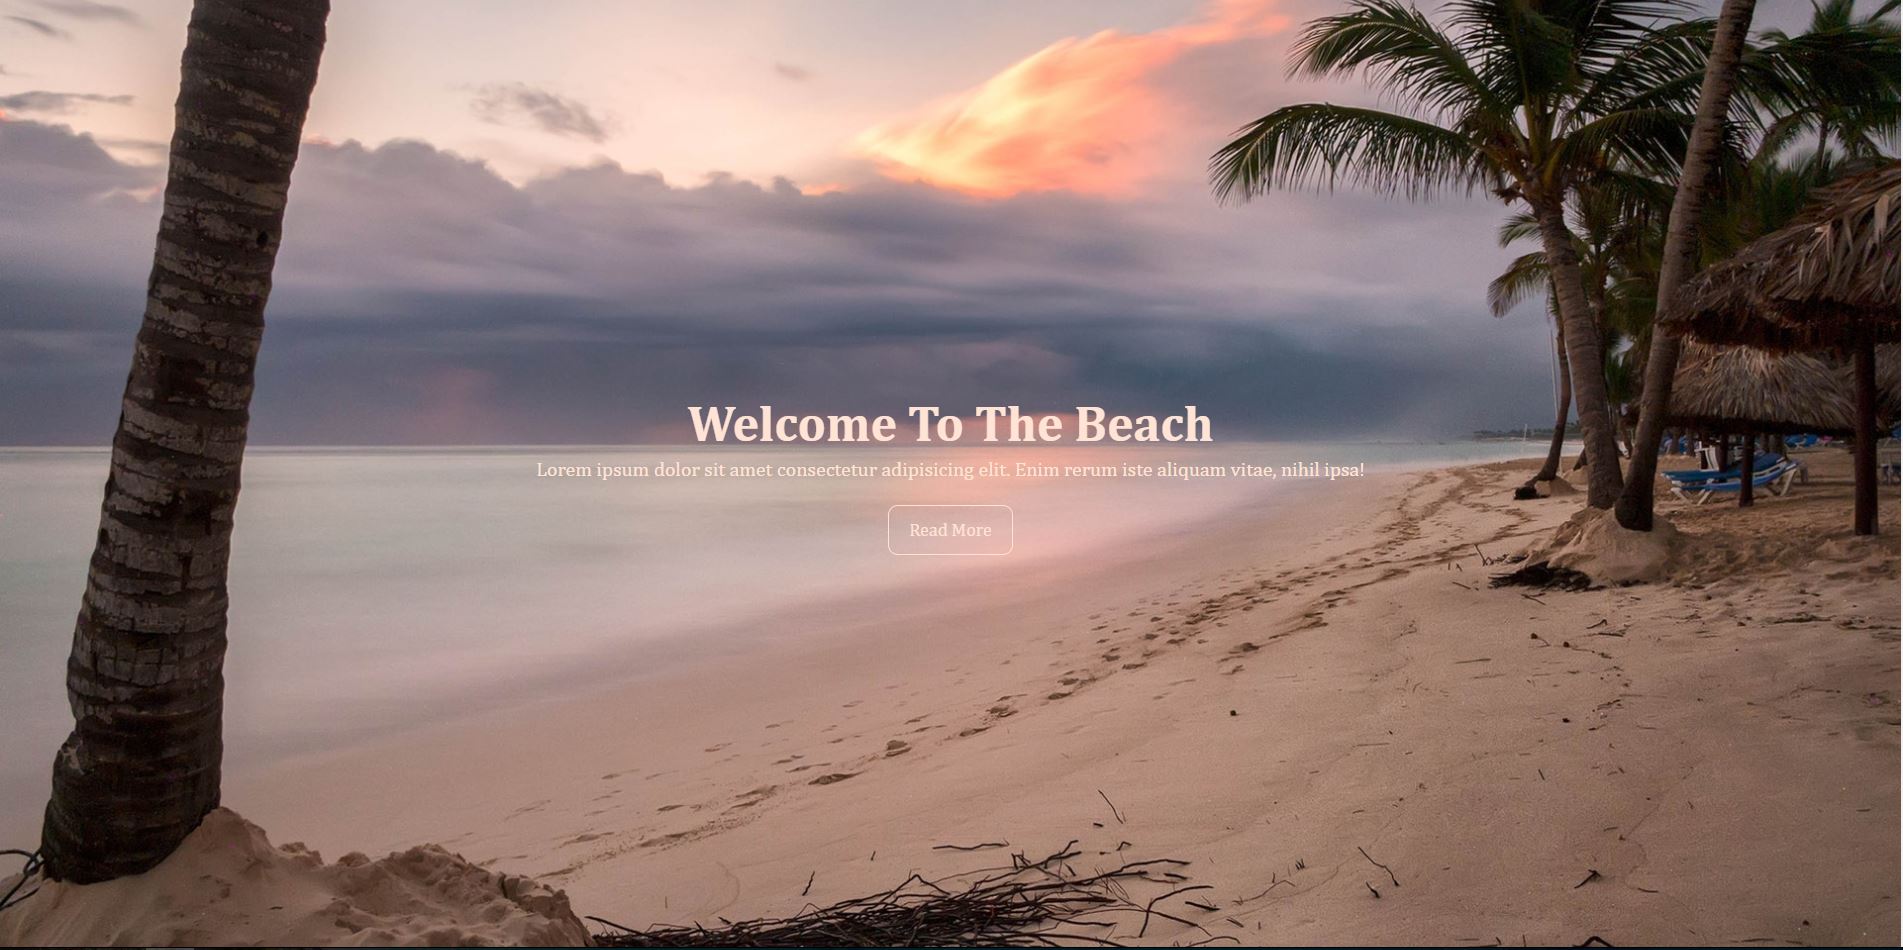 Welcome To The Beach
Lorem ipsum dolor sit amet consectetur adipisicing elit. Enim rerum iste aliquam vitae, nihil ipsa!
Read More